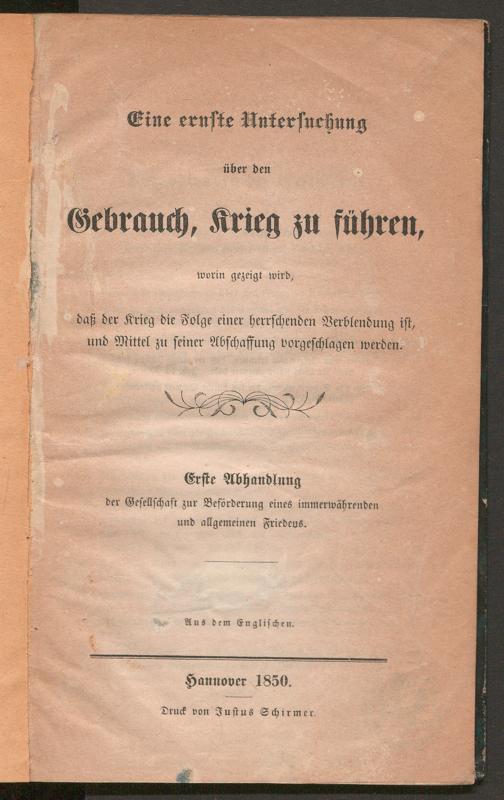 Eine ernste Untersuchung
über den
Gebrauch, Krieg zu führen,
worin gezeigt wird,
daß der Krieg die Folge einer herrschenden Verblendung ist,
und Mittel zu seiner Abschaffung vorgeschlagen werden.
Erste Abhandlung
der Gesellschaft zur Beförderung eines immerwährenden
und allgemeinen Friedens.
Aus dem Englischen.
Hannover 1850.
Druck von Justus Schirmer.